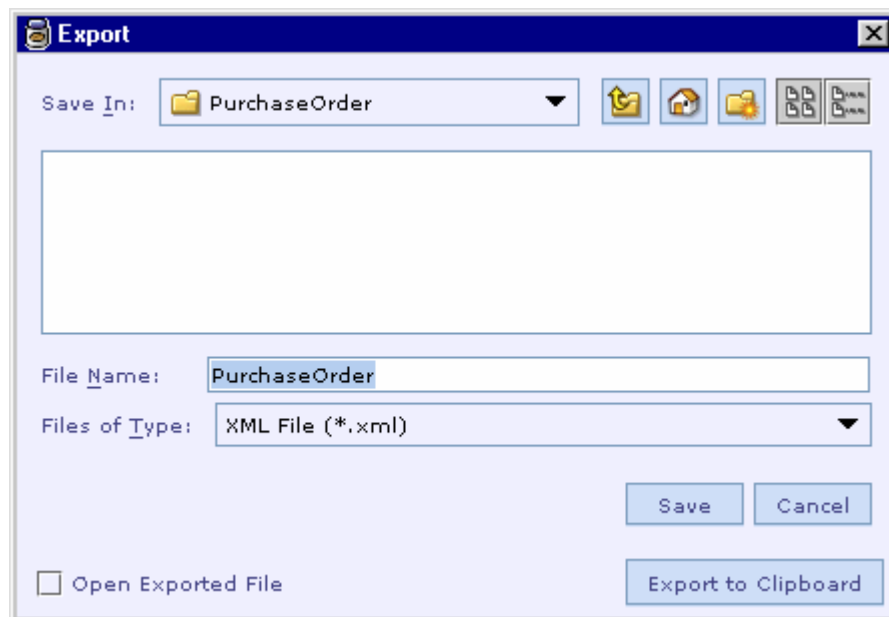 Export
Save In: PurchaseOrder
File Name: PurchaseOrder
Files of Type: XML File (*.xml)
Save Cancel
Open Exported File Export to Clipboard